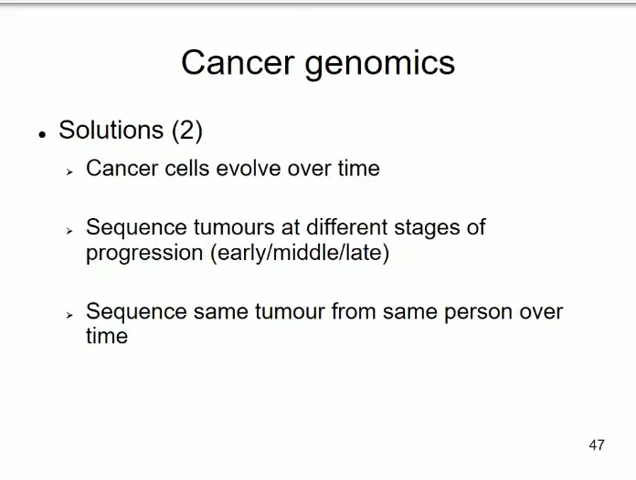 Cancer genomics
• Solutions (2)
➢ Cancer cells evolve over time
➢ Sequence tumours at different stages of
progression (early/middle/late)
➢ Sequence same tumour from same person over
time
47